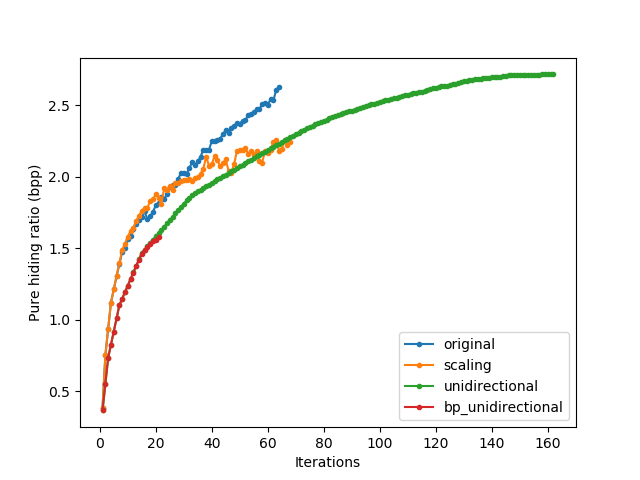 Pure hiding ratio (bpp)
2.5
2.0
1.5
1.0
0.5
0 20 40 60 80 100 120 140 160
Iterations
original
scaling
unidirectional
bp_unidirectional